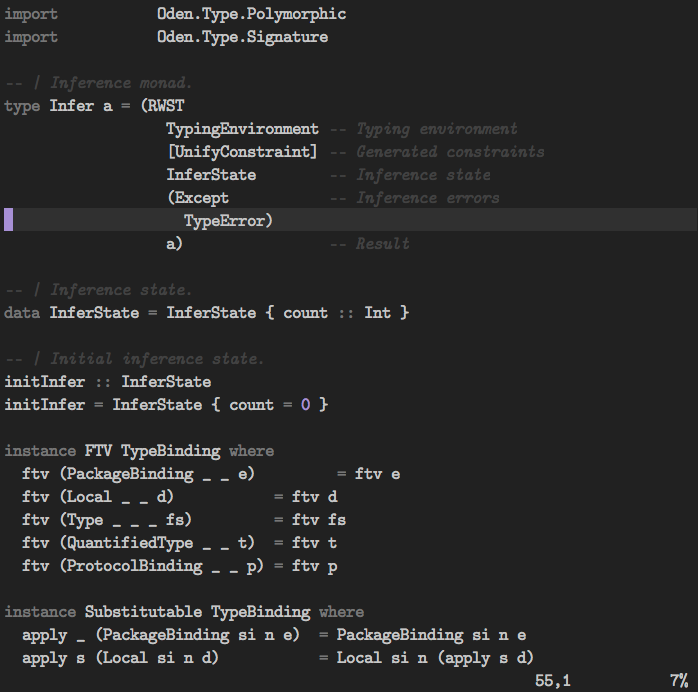 import           Oden.Type.Polymorphic
import           Oden.Type.Signature
-- | Inference monad.
type Infer a = (RWST
                  TypingEnvironment -- Typing environment
                  [UnifyConstraint] -- Generated constraints
                  InferState        -- Inference state
                  (Except           -- Inference errors
                    TypeError)
                  a)                -- Result
-- | Inference state.
data InferState = InferState { count :: Int }
-- | Initial inference state.
initInfer :: InferState
initInfer = InferState { count = 0 }
instance FTV TypeBinding where
  ftv (PackageBinding _ _ e)         = ftv e
  ftv (Local _ _ d)           = ftv d
  ftv (Type _ _ _ fs)         = ftv fs
  ftv (QuantifiedType _ _ t)  = ftv t
  ftv (ProtocolBinding _ _ p) = ftv p
instance Substitutable TypeBinding where
  apply _ (PackageBinding si n e)  = PackageBinding si n e
  apply s (Local si n d)           = Local si n (apply s d)
55,1           7%